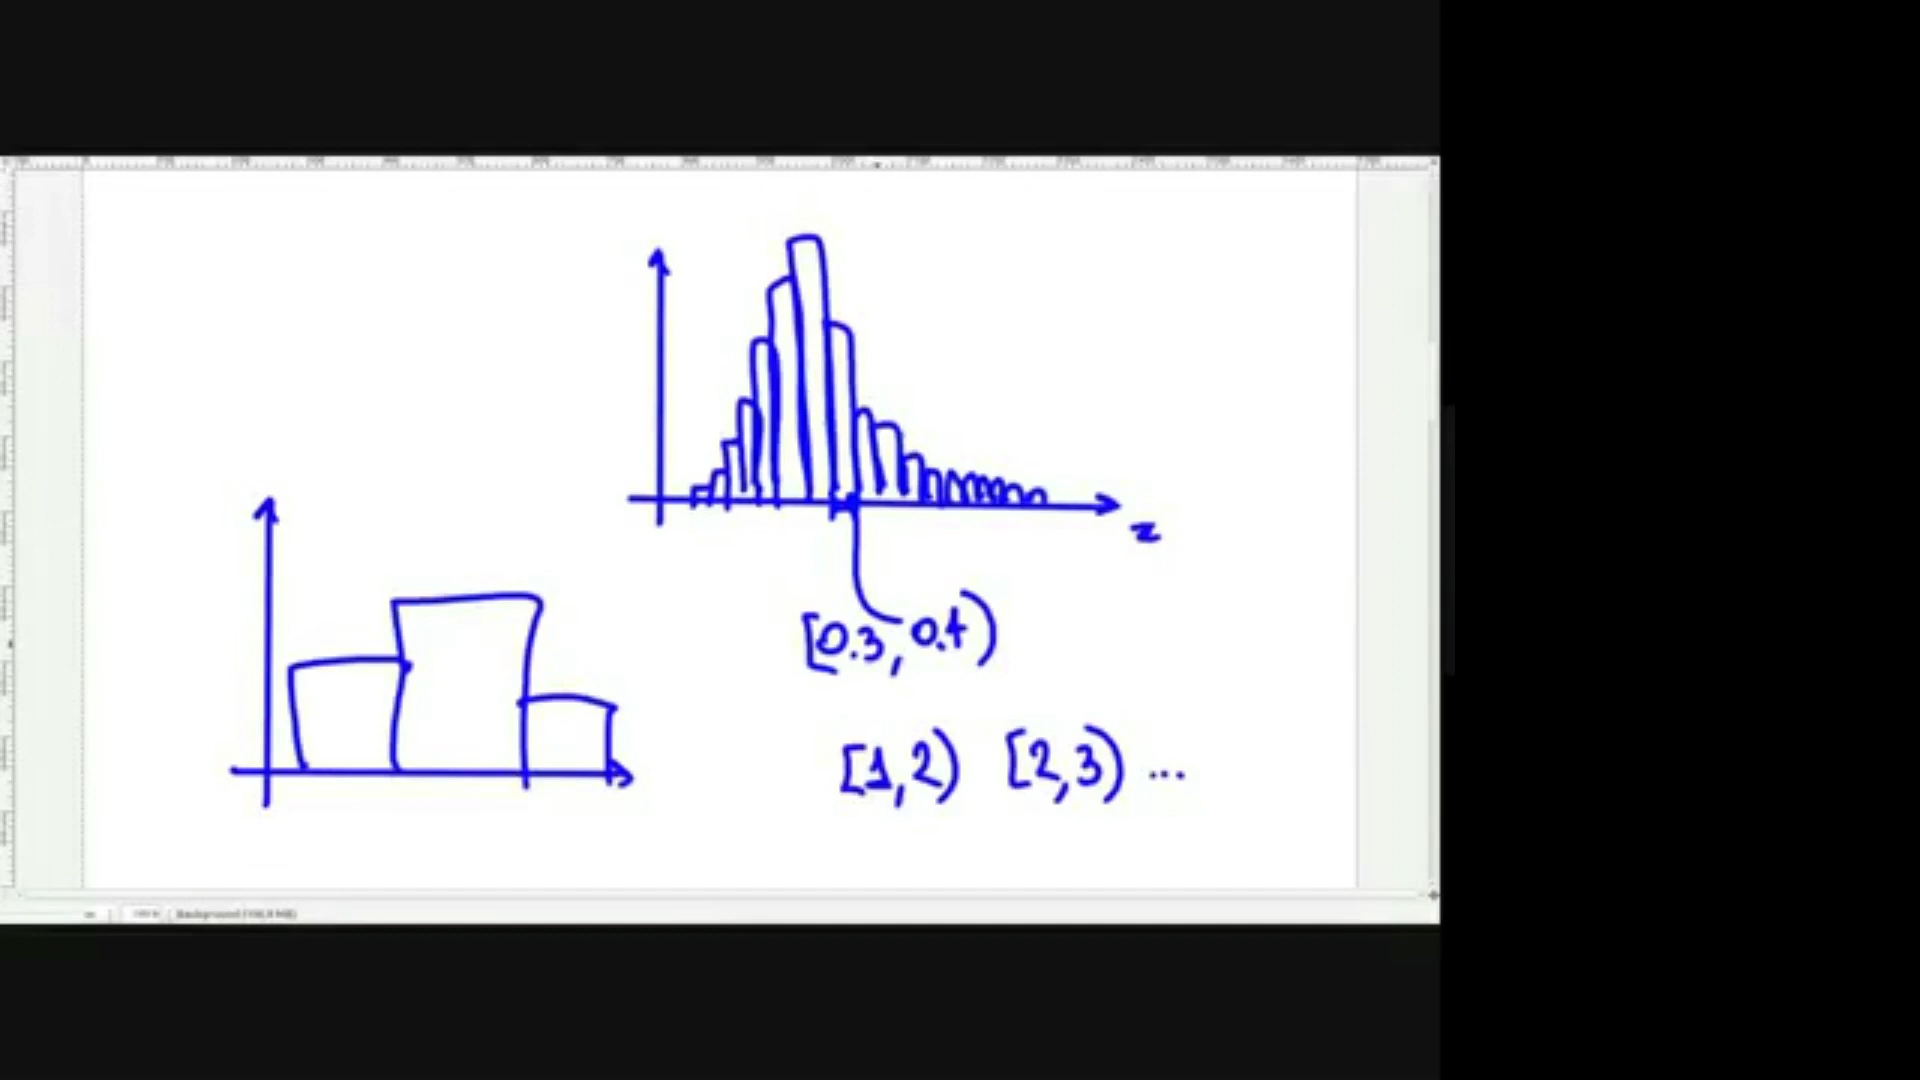 z
[0.3, 0.4)
[1,2) [2,3) ...